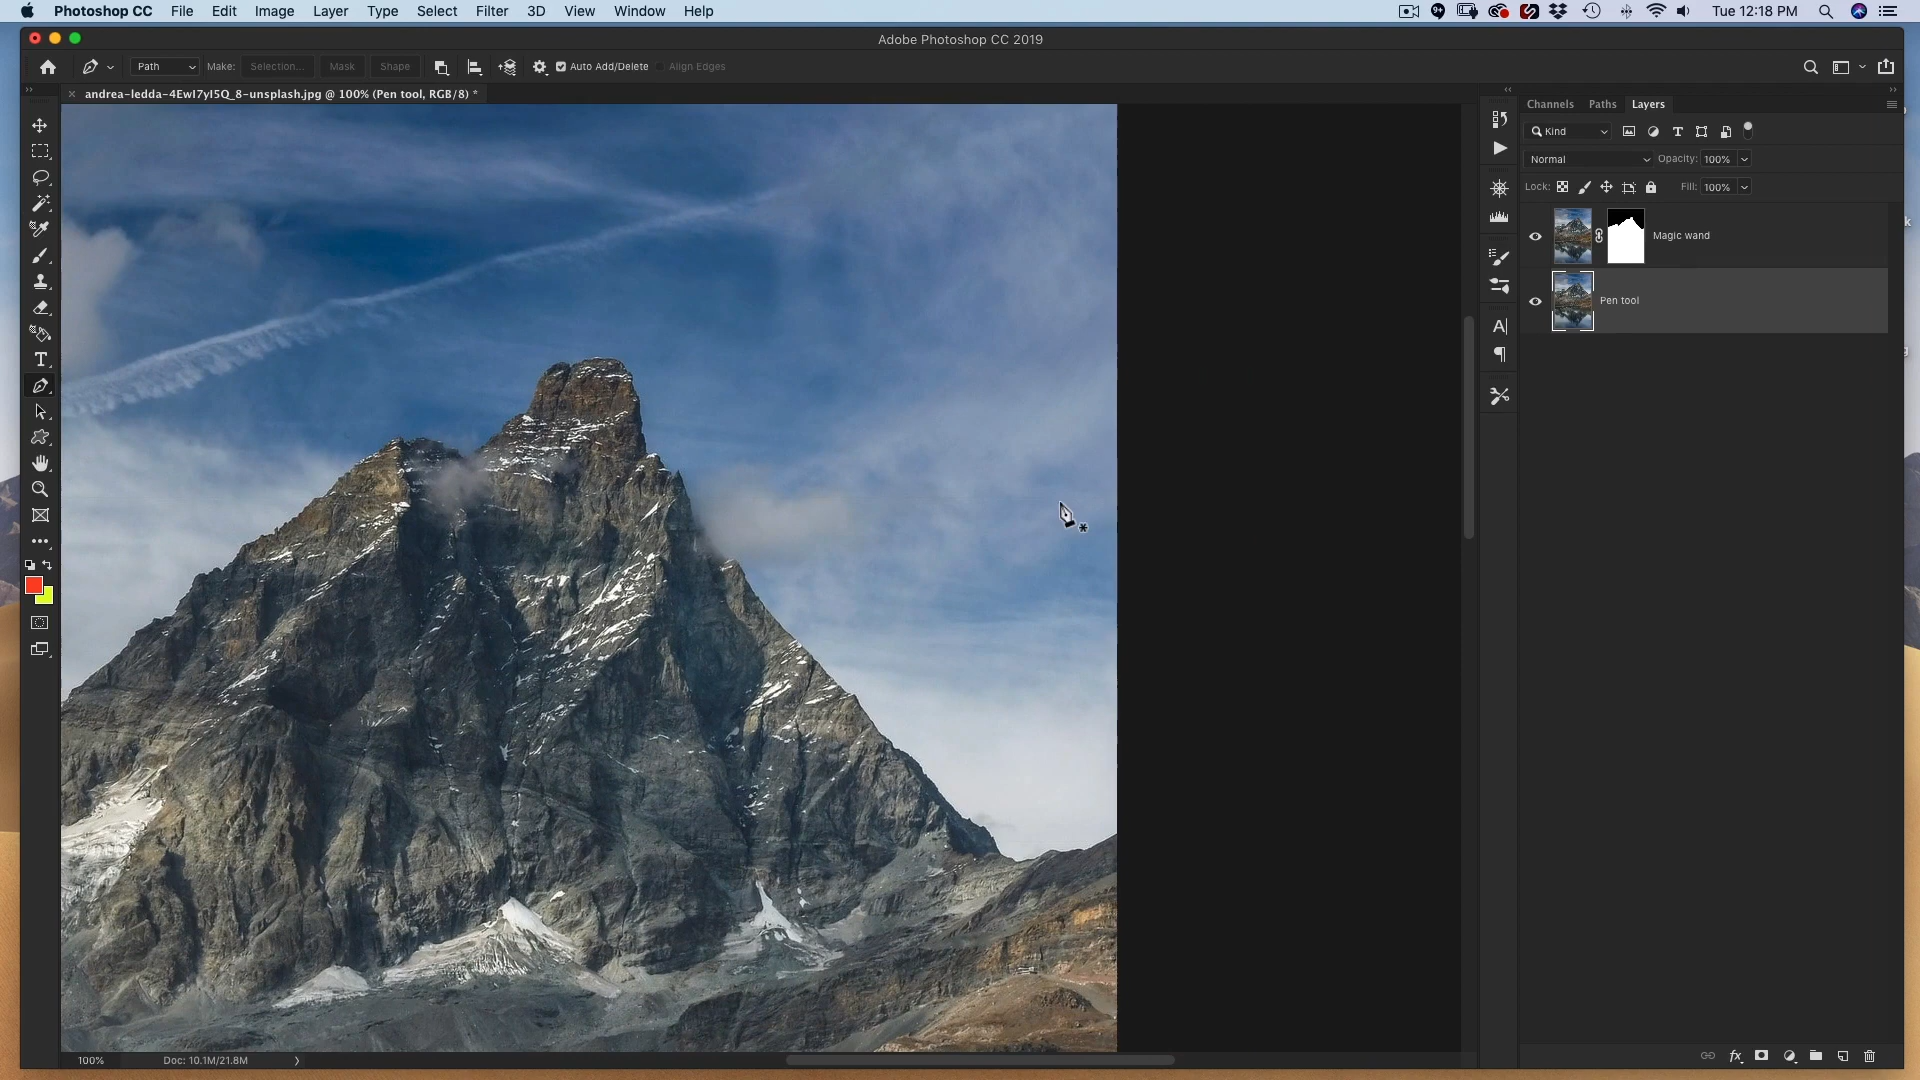 Photoshop CC File Edit Image Layer Type Select Filter 3D View Window Help Tue 12:18 PM
Adobe Photoshop CC 2019
Path Make: Selection... Mask Shape Auto Add/Delete Align Edges
andrea-ledda-4EwI7yI5Q_8-unsplash.jpg @ 100% (Pen tool, RGB/8) *
Channels Paths Layers
Kind
Normal Opacity: 100%
Lock: Fill: 100%
Magic wand
Pen tool
100% Doc: 10.1M/21.8M